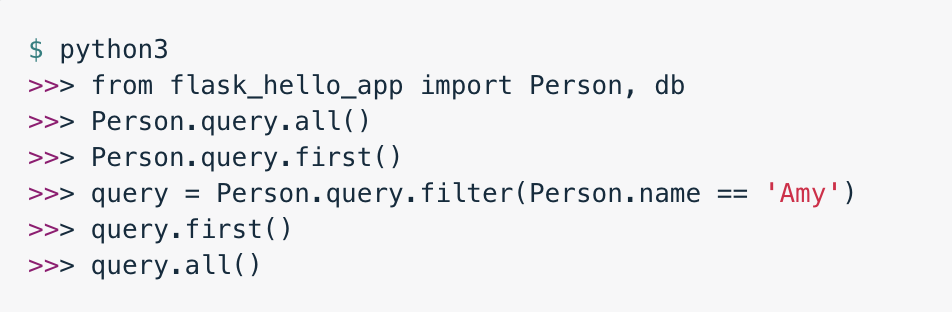 $ python3
>>> from flask_hello_app import Person, db
>>> Person.query.all()
>>> Person.query.first()
>>> query = Person.query.filter(Person.name == 'Amy')
>>> query.first()
>>> query.all()